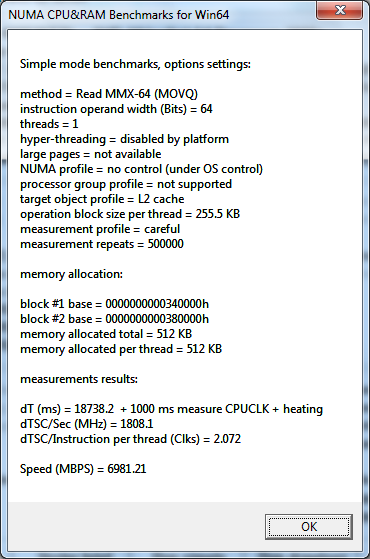 NUMA CPU&RAM Benchmarks for Win64
Simple mode benchmarks, options settings:
method = Read MMX-64 (MOVQ)
instruction operand width (Bits) = 64
threads = 1
hyper-threading = disabled by platform
large pages = not available
NUMA profile = no control (under OS control)
processor group profile = not supported
target object profile = L2 cache
operation block size per thread = 255.5 KB
measurement profile = careful
measurement repeats = 500000
memory allocation:
block #1 base = 0000000000340000h
block #2 base = 0000000000380000h
memory allocated total = 512 KB
memory allocated per thread = 512 KB
measurements results:
dT (ms) = 18738.2  + 1000 ms measure CPUCLK + heating
dTSC/Sec (MHz) = 1808.1
dTSC/Instruction per thread (Clks) = 2.072
Speed (MBPS) = 6981.21
OK